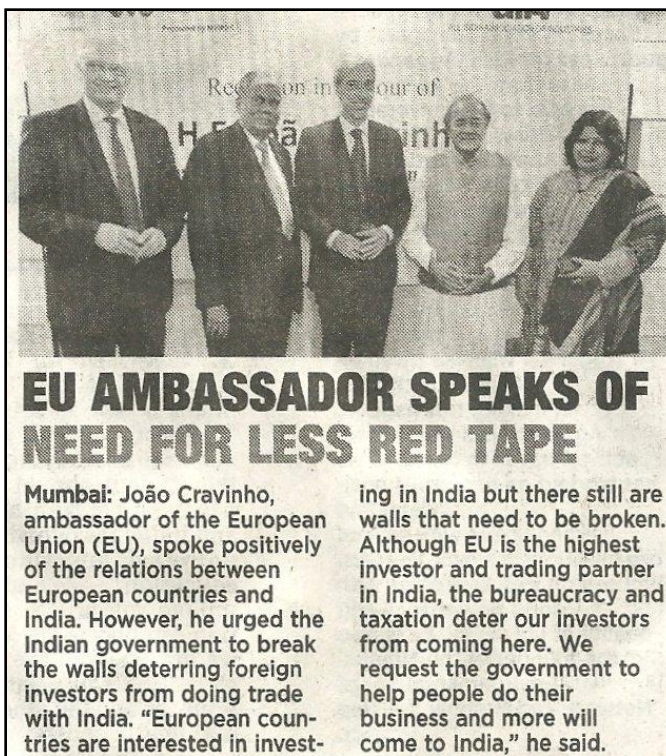 ALL INDIA ASSOCIATION OF INDUSTRIES
EU AMBASSADOR SPEAKS OF
NEED FOR LESS RED TAPE
Mumbai: João Cravinho,
ambassador of the European
Union (EU), spoke positively
of the relations between
European countries and
India. However, he urged the
Indian government to break
the walls deterring foreign
investors from doing trade
with India. “European coun-
tries are interested in invest-
ing in India but there still are
walls that need to be broken.
Although EU is the highest
investor and trading partner
in India, the bureaucracy and
taxation deter our investors
from coming here. We
request the government to
help people do their
business and more will
come to India,” he said.